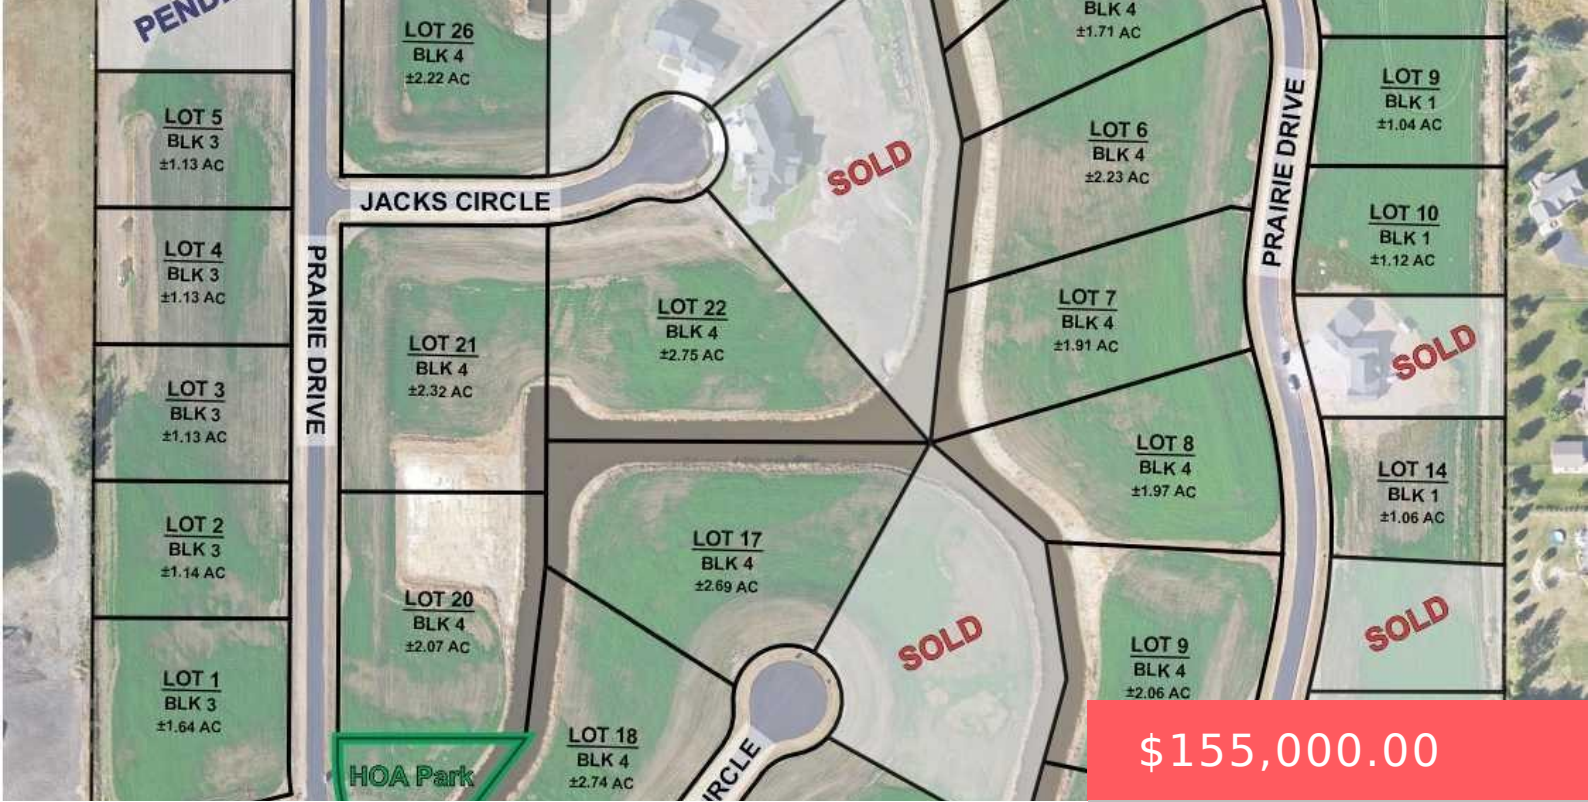 LOT 26
BLK 4
±2.22 AC
BLK 4
±1.71 AC
LOT 9
BLK 1
±1.04 AC
LOT 5
BLK 3
±1.13 AC
LOT 6
BLK 4
±2.23 AC
PRAIRIE DRIVE
SOLD
JACKS CIRCLE
LOT 10
BLK 1
±1.12 AC
LOT 4
BLK 3
±1.13 AC
PRAIRIE DRIVE
LOT 21
BLK 4
±2.32 AC
LOT 22
BLK 4
±2.75 AC
LOT 7
BLK 4
±1.91 AC
SOLD
LOT 3
BLK 3
±1.13 AC
LOT 8
BLK 4
±1.97 AC
LOT 14
BLK 1
±1.06 AC
LOT 2
BLK 3
±1.14 AC
LOT 17
BLK 4
±2.69 AC
LOT 20
BLK 4
±2.07 AC
SOLD
SOLD
LOT 9
BLK 4
±2.06 AC
LOT 1
BLK 3
±1.64 AC
HOA Park
LOT 18
BLK 4
±2.74 AC
$155,000.00